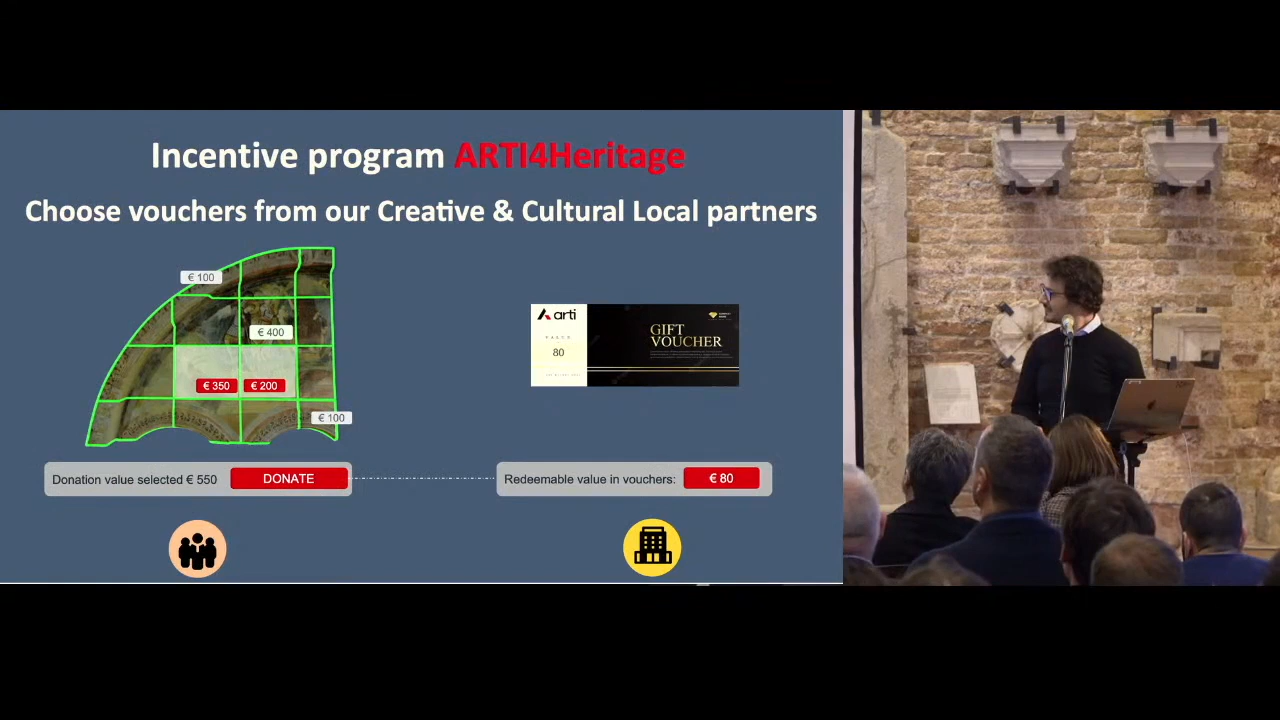 Incentive program ARTI4Heritage
Choose vouchers from our Creative & Cultural Local partners
€ 100
€ 400
€ 350
€ 200
€ 100
arti
VALUE
80
GIFT
VOUCHER
Donation value selected € 550
DONATE
Redeemable value in vouchers:
€ 80